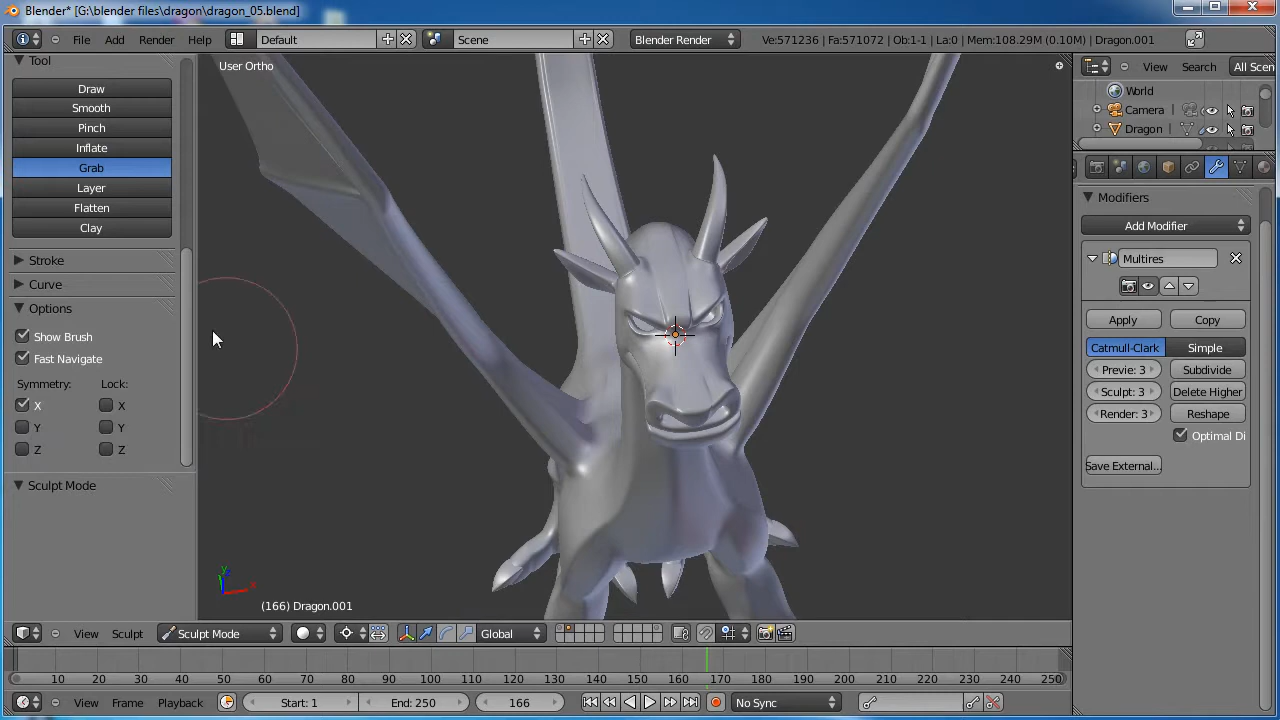 Blender* [G:\blender files\dragon\dragon_05.blend]
File Add Render Help Default Scene Blender Render Ve:571236 | Fa:571072 | Ob:1-1 | La:0 | Mem:108.29M (0.10M) | Dragon.001
Tool
Draw
Smooth
Pinch
Inflate
Grab
Layer
Flatten
Clay
Stroke
Curve
Options
Show Brush
Fast Navigate
Symmetry: Lock:
X X
Y Y
Z Z
Sculpt Mode
User Ortho
y
x
(166) Dragon.001
View Search All Scen
World
Camera
Dragon
Modifiers
Add Modifier
Multires
Apply Copy
Catmull-Clark Simple
Previe: 3 Subdivide
Sculpt: 3 Delete Higher
Render: 3 Reshape
Optimal Di
Save External...
View Sculpt Sculpt Mode Global
10 20 30 40 50 60 70 80 90 100 110 120 130 140 150 160 170 180 190 200 210 220 230 240 250
View Frame Playback Start: 1 End: 250 166 No Sync